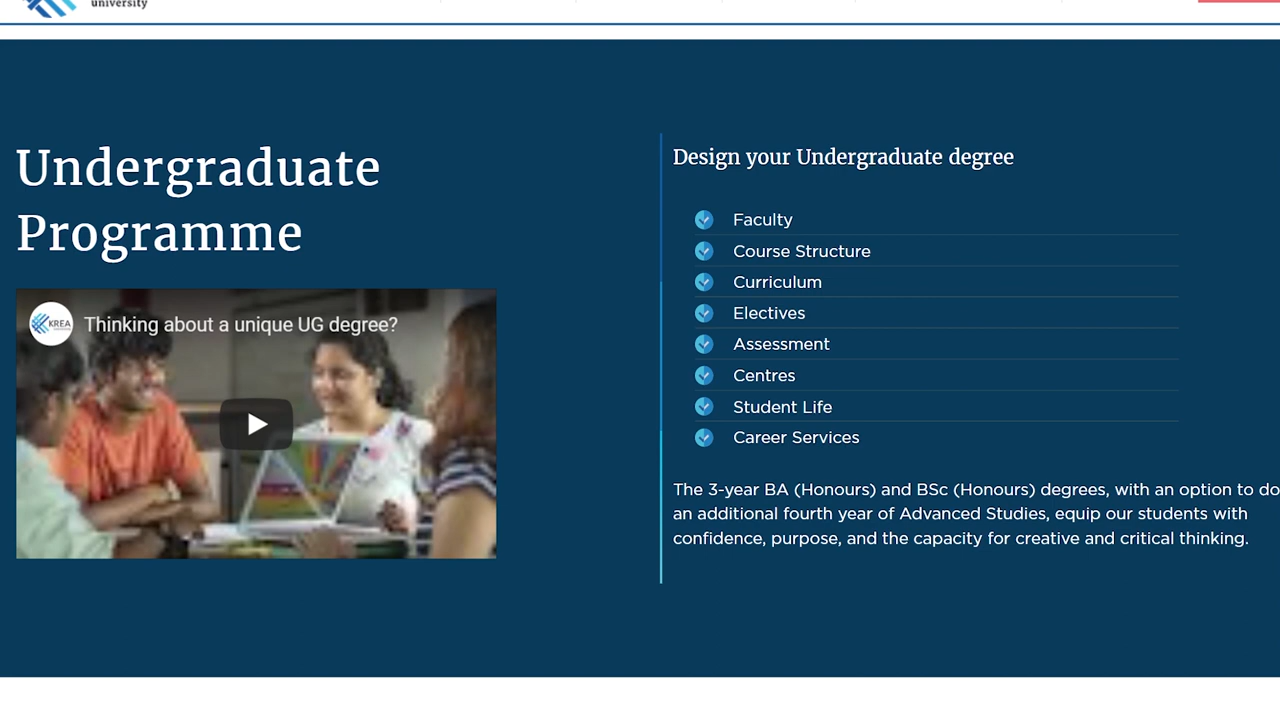 university
Undergraduate
Programme
KREA
Thinking about a unique UG degree?
Design your Undergraduate degree
Faculty
Course Structure
Curriculum
Electives
Assessment
Centres
Student Life
Career Services
The 3-year BA (Honours) and BSc (Honours) degrees, with an option to do
an additional fourth year of Advanced Studies, equip our students with
confidence, purpose, and the capacity for creative and critical thinking.